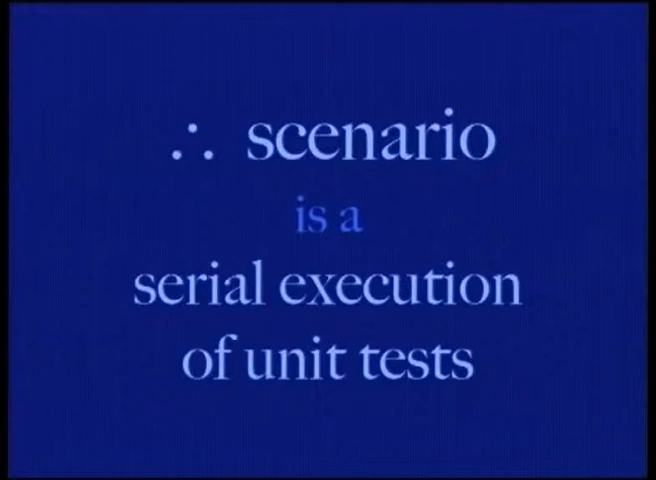 ∴ scenario
is a
serial execution
of unit tests